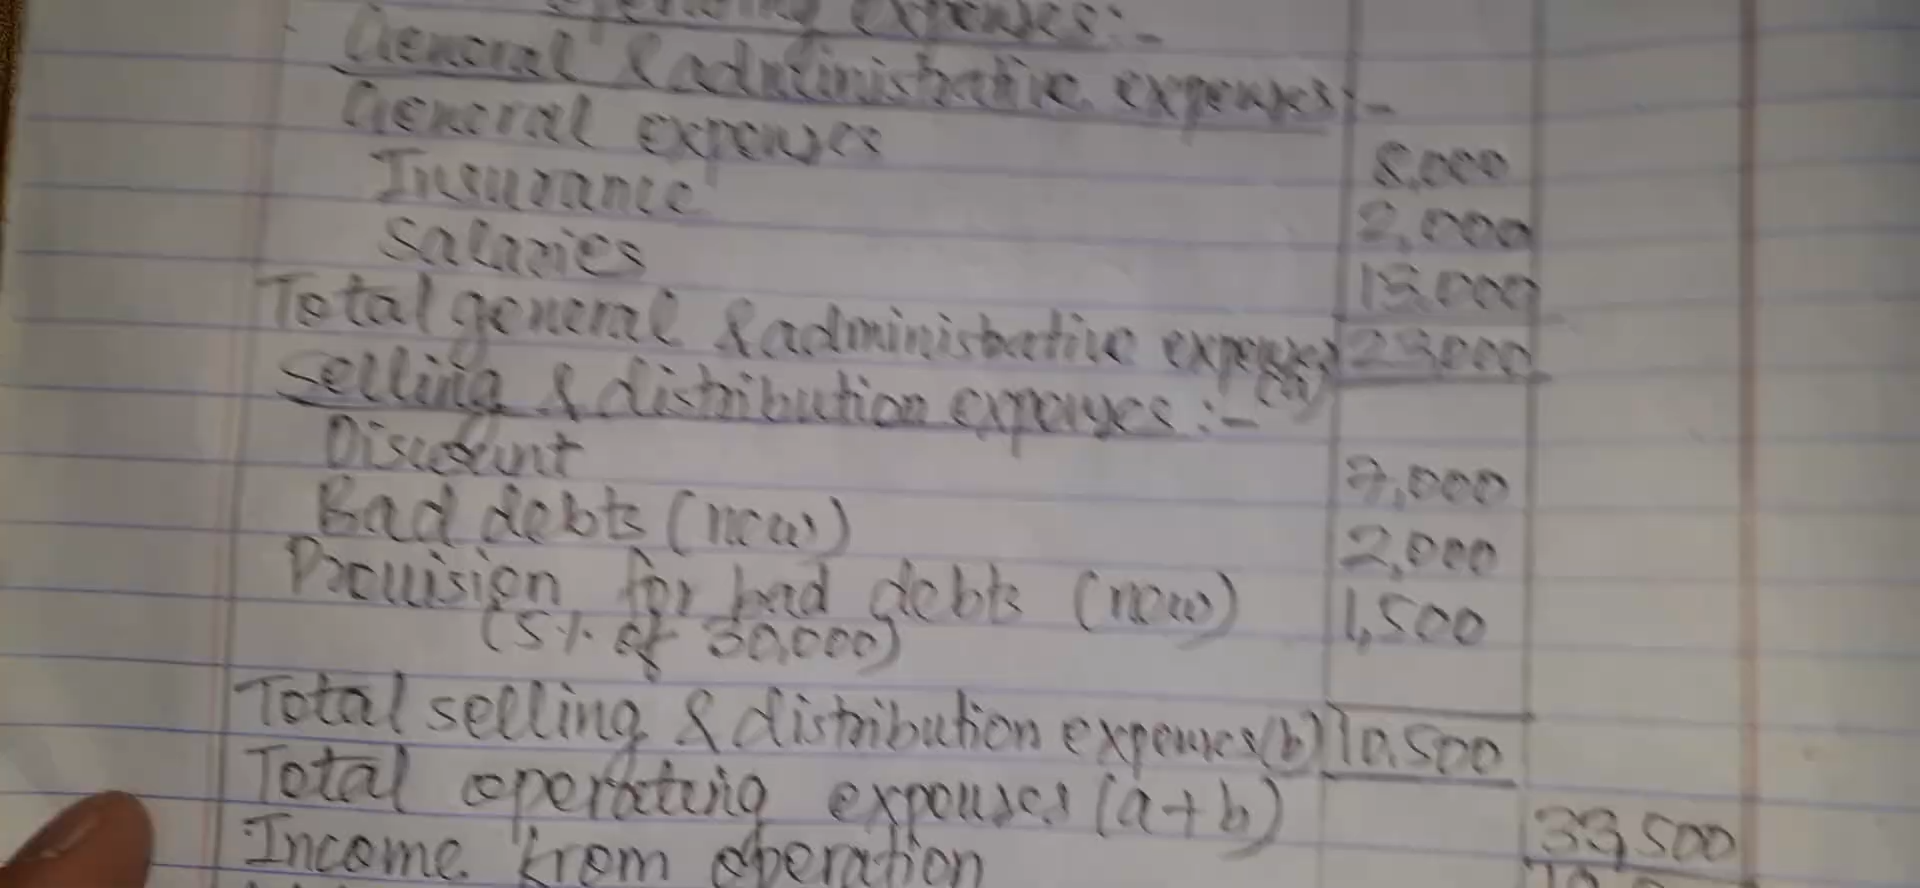 Operating expenses:-
General & administrative expenses:-
General expenses 8,000
Insurance 2,000
Salaries 13,000
Total general & administrative expenses (a) 23,000
Selling & distribution expenses:-
Discount 7,000
Bad debts (new) 2,000
Provision for bad debts (new) 1,500
(5% of 30,000)
Total selling & distribution expenses (b) 10,500
Total operating expenses (a+b) 33,500
Income from operation